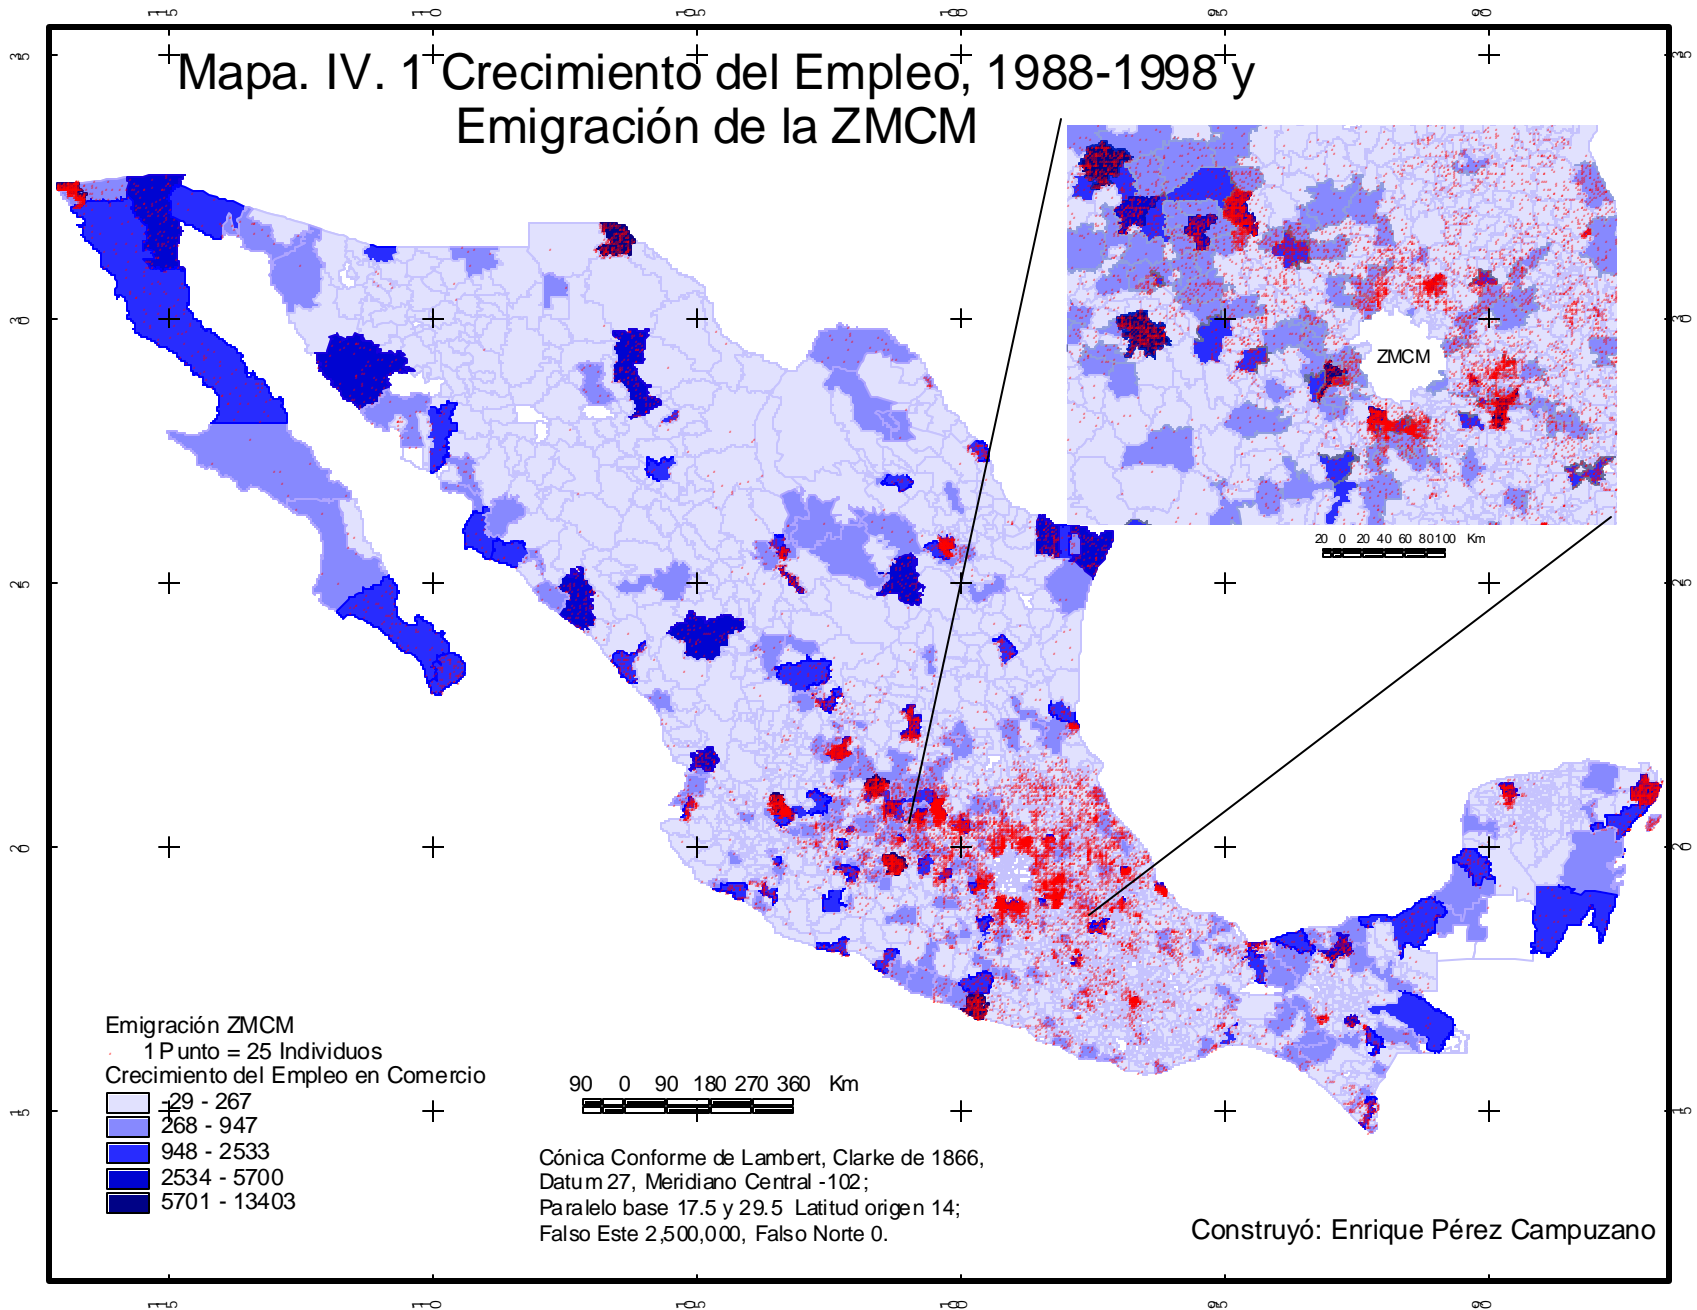 Mapa. IV. 1 Crecimiento del Empleo, 1988-1998 y
Emigración de la ZMCM
ZMCM
20 0 20 40 60 80 100 Km
Emigración ZMCM
1 Punto = 25 Individuos
Crecimiento del Empleo en Comercio
-29 - 267
268 - 947
948 - 2533
2534 - 5700
5701 - 13403
90 0 90 180 270 360 Km
Cónica Conforme de Lambert, Clarke de 1866,
Datum 27, Meridiano Central -102;
Paralelo base 17.5 y 29.5 Latitud origen 14;
Falso Este 2,500,000, Falso Norte 0.
Construyó: Enrique Pérez Campuzano